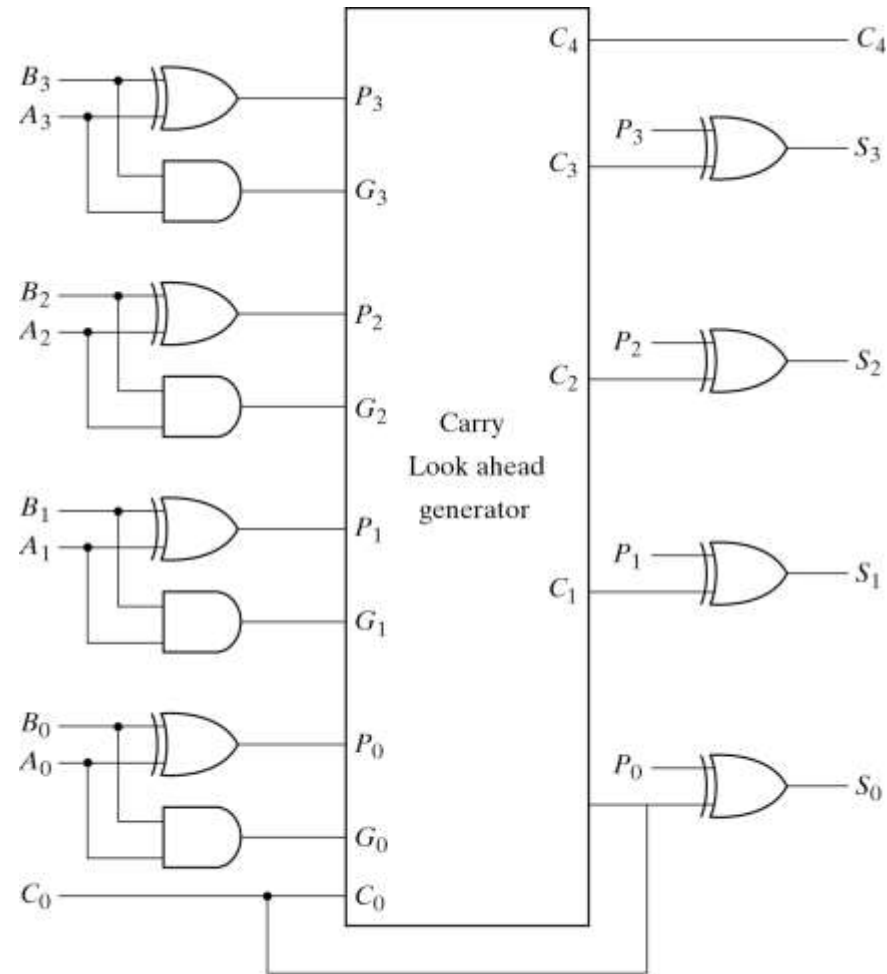 B₃
A₃
P₃
G₃
B₂
A₂
P₂
G₂
B₁
A₁
P₁
G₁
B₀
A₀
P₀
G₀
C₀
C₀
Carry
Look ahead
generator
C₄
C₄
P₃
C₃
S₃
P₂
C₂
S₂
P₁
C₁
S₁
P₀
S₀